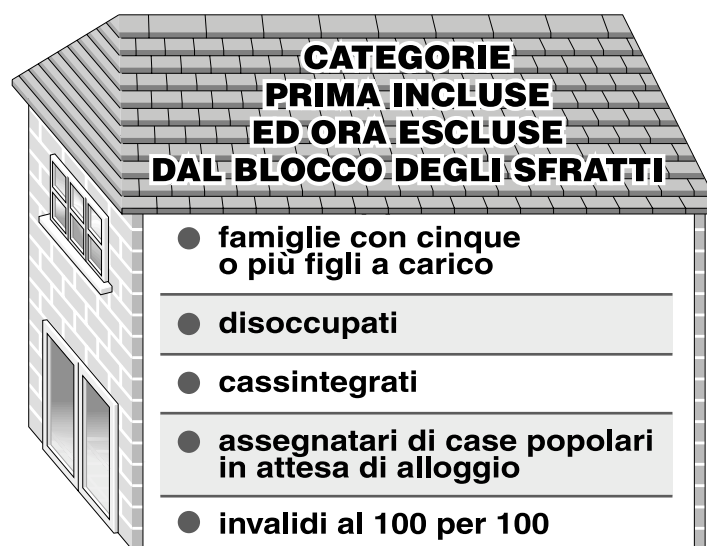 CATEGORIE
PRIMA INCLUSE
ED ORA ESCLUSE
DAL BLOCCO DEGLI SFRATTI
● famiglie con cinque
o più figli a carico
● disoccupati
● cassintegrati
● assegnatari di case popolari
in attesa di alloggio
● invalidi al 100 per 100